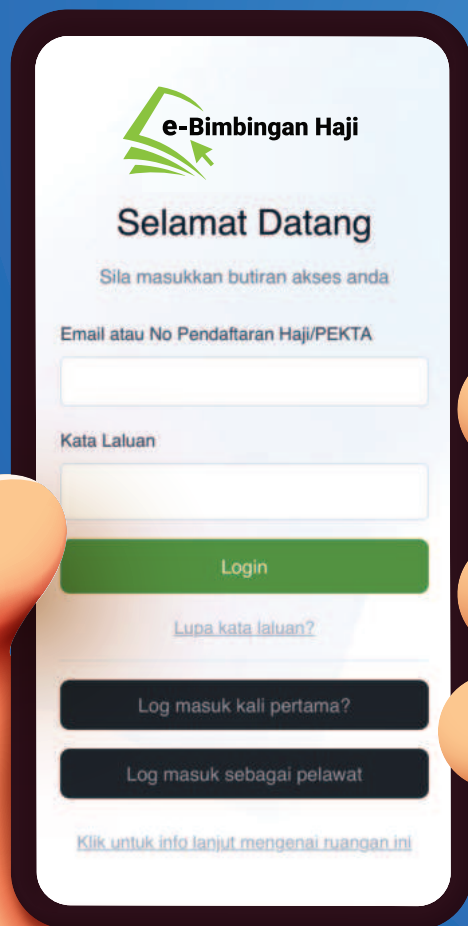 e-Bimbingan Haji
Selamat Datang
Sila masukkan butiran akses anda
Email atau No Pendaftaran Haji/PEKTA
Kata Laluan
Login
Lupa kata laluan?
Log masuk kali pertama?
Log masuk sebagai pelawat
Klik untuk info lanjut mengenai ruangan ini